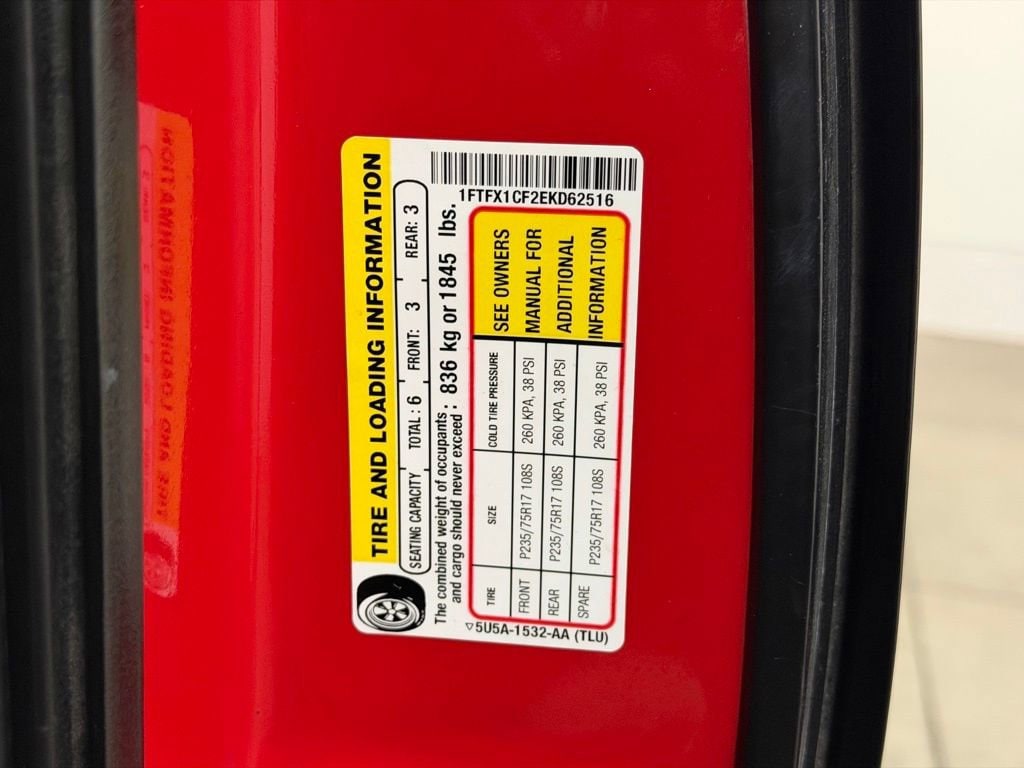 TIRE AND LOADING INFORMATION
SEATING CAPACITY TOTAL : 6 FRONT: 3 REAR: 3
The combined weight of occupants : 836 kg or 1845 lbs.
and cargo should never exceed :
TIRE SIZE COLD TIRE PRESSURE
FRONT P235/75R17 108S 260 KPA, 38 PSI
REAR P235/75R17 108S 260 KPA, 38 PSI
SPARE P235/75R17 108S 260 KPA, 38 PSI
SEE OWNERS
MANUAL FOR
ADDITIONAL
INFORMATION
5U5A-1532-AA (TLU)
1FTFX1CF2EKD62516